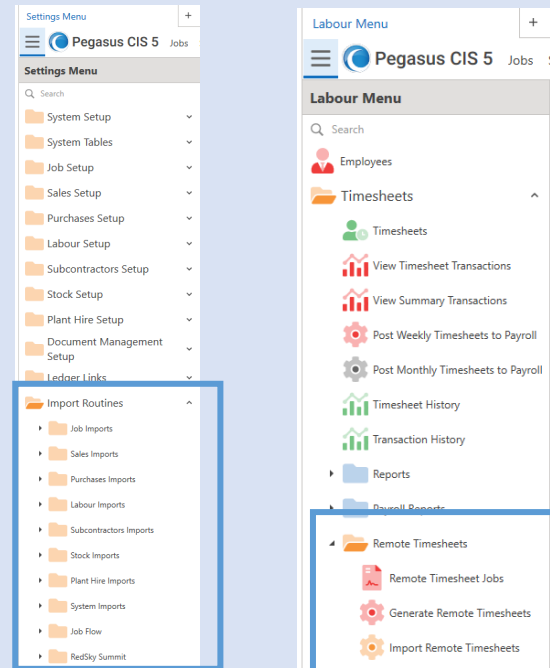 Settings Menu
+
Pegasus CIS 5 Jobs
Settings Menu
Search
System Setup
System Tables
Job Setup
Sales Setup
Purchases Setup
Labour Setup
Subcontractors Setup
Stock Setup
Plant Hire Setup
Document Management
Setup
Ledger Links
Import Routines
Job Imports
Sales Imports
Purchases Imports
Labour Imports
Subcontractors Imports
Stock Imports
Plant Hire Imports
System Imports
Job Flow
RedSky Summit
Labour Menu
+
Pegasus CIS 5 Jobs
Labour Menu
Search
Employees
Timesheets
Timesheets
View Timesheet Transactions
View Summary Transactions
Post Weekly Timesheets to Payroll
Post Monthly Timesheets to Payroll
Timesheet History
Transaction History
Reports
Payroll Reports
Remote Timesheets
Remote Timesheet Jobs
Generate Remote Timesheets
Import Remote Timesheets